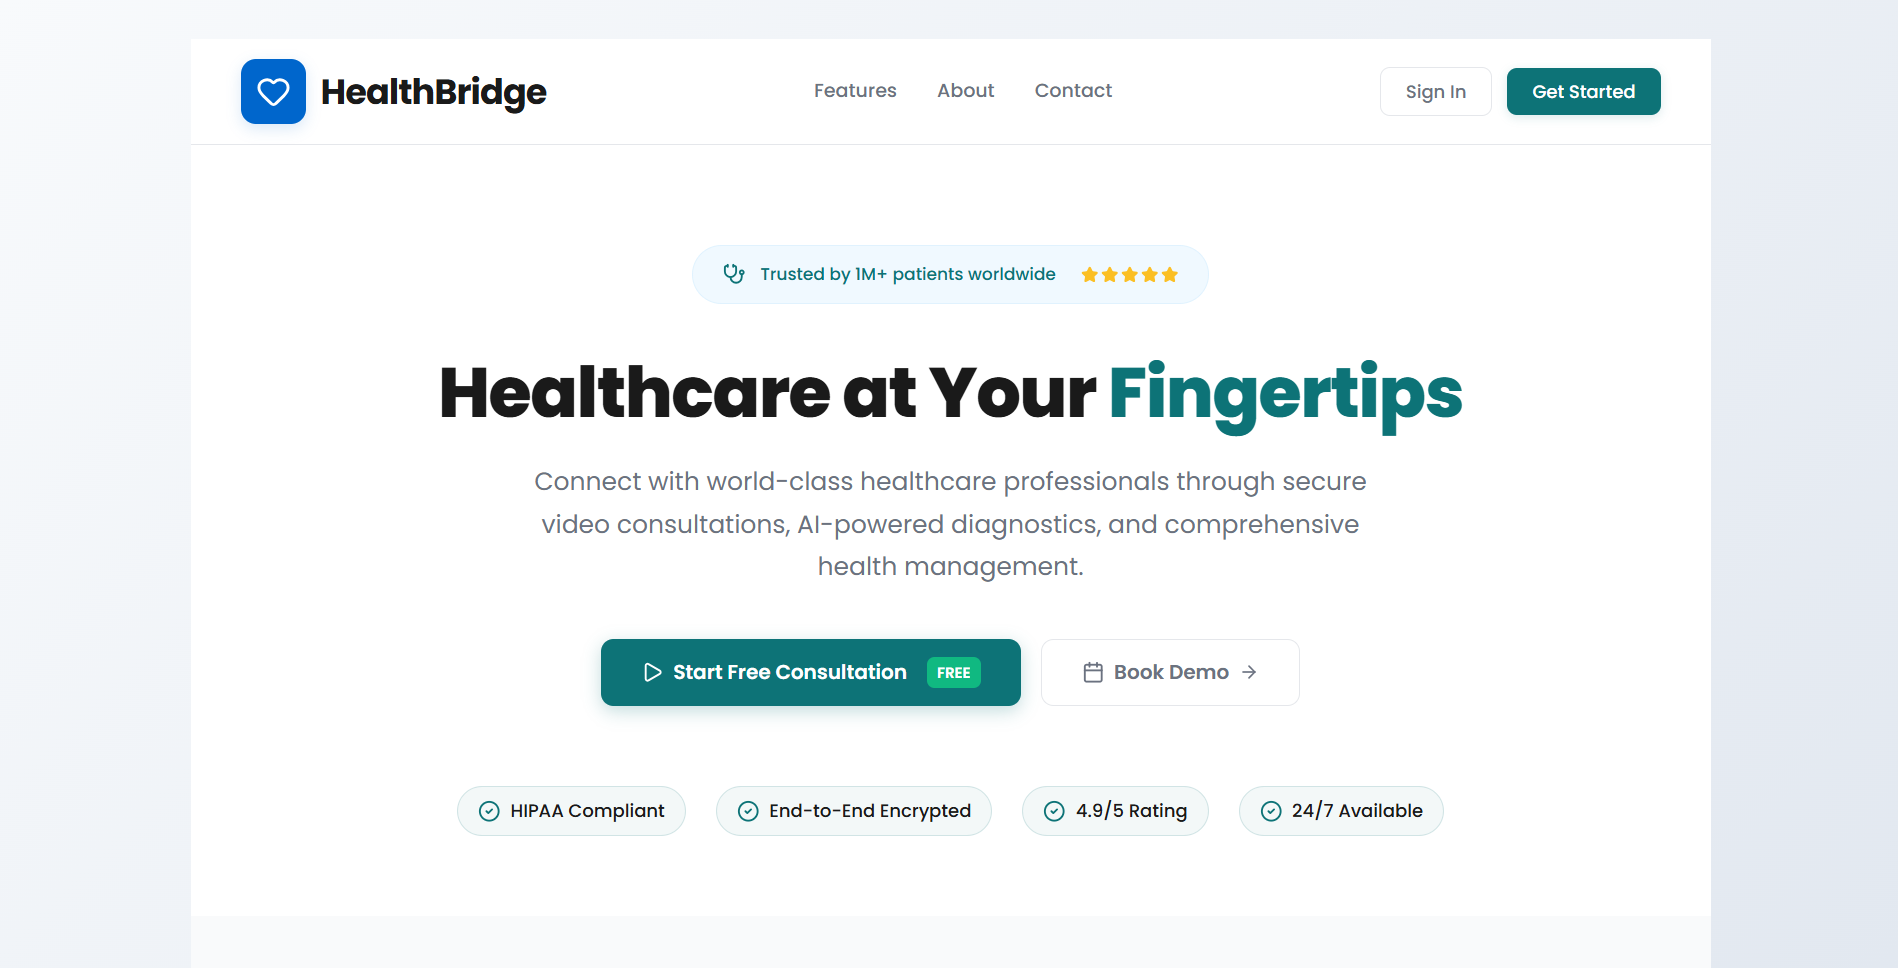 HealthBridge
Features
About
Contact
Sign In
Get Started
Trusted by 1M+ patients worldwide
Healthcare at Your Fingertips
Connect with world-class healthcare professionals through secure
video consultations, AI-powered diagnostics, and comprehensive
health management.
Start Free Consultation FREE
Book Demo
HIPAA Compliant
End-to-End Encrypted
4.9/5 Rating
24/7 Available